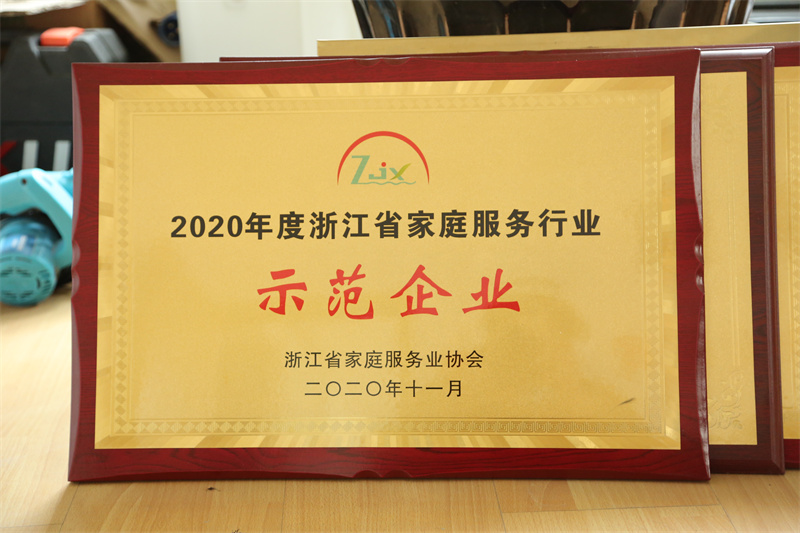 Zjx
2020年度浙江省家庭服务行业
示范企业
浙江省家庭服务业协会
二〇二〇年十一月